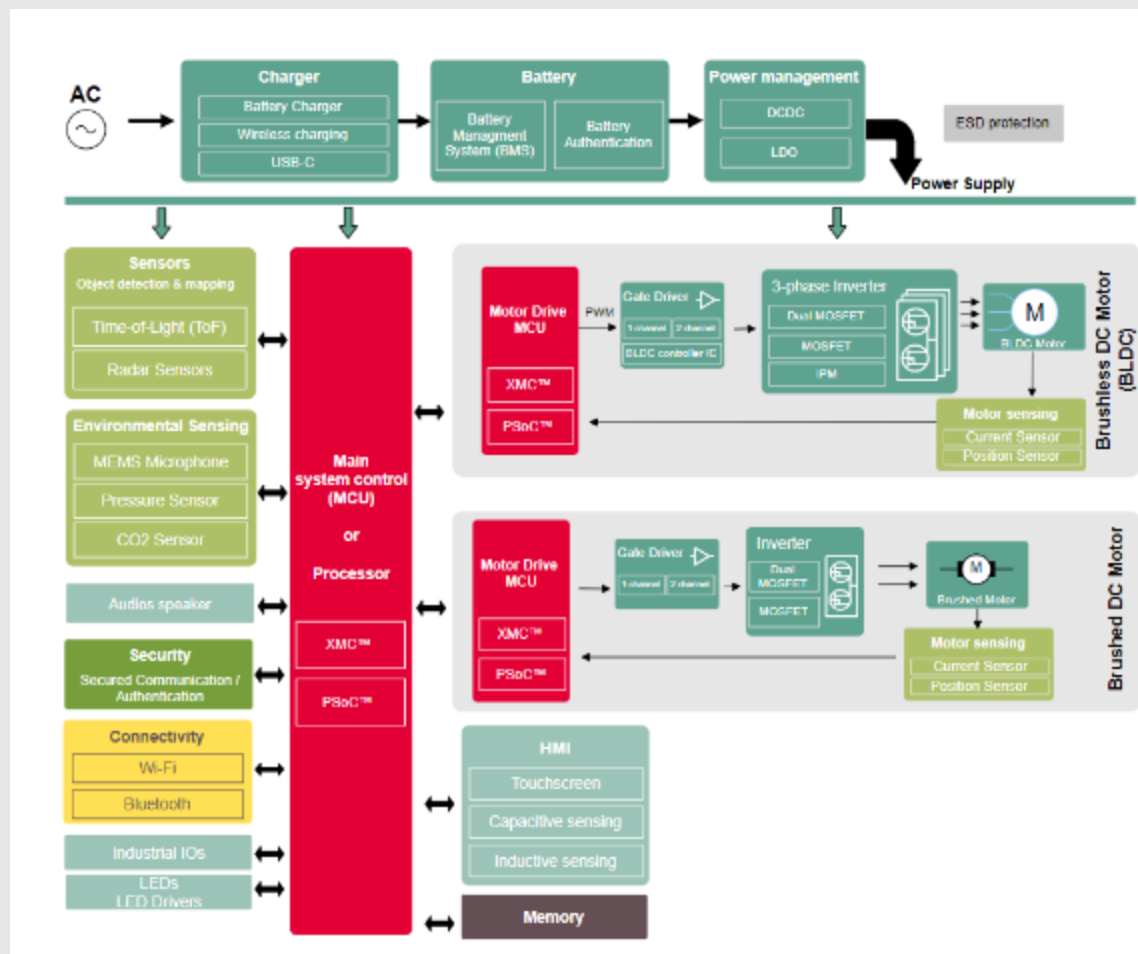 AC
Charger
Battery Charger
Wireless charging
USB-C
Battery
Battery
Managment
System (BMS)
Battery
Authentication
Power management
DCDC
LDO
ESD protection
Power Supply
Sensors
Object detection & mapping
Time-of-Light (ToF)
Radar Sensors
Environmental Sensing
MEMS Microphone
Pressure Sensor
CO2 Sensor
Audios speaker
Security
Secured Communication /
Authentication
Connectivity
Wi-Fi
Bluetooth
Industrial IOs
LEDs
LED Drivers
Main
system control
(MCU)
or
Processor
XMC™
PSoC™
Motor Drive
MCU
XMC™
PSoC™
PWM
Gate Driver
1 channel
2 channel
BLDC controller IC
3-phase Inverter
Dual MOSFET
MOSFET
IPM
M
BLDC Motor
Motor sensing
Current Sensor
Position Sensor
Brushless DC Motor
(BLDC)
Motor Drive
MCU
XMC™
PSoC™
Gate Driver
1 channel
2 channel
Inverter
Dual
MOSFET
MOSFET
M
Brushed Motor
Motor sensing
Current Sensor
Position Sensor
Brushed DC Motor
HMI
Touchscreen
Capacitive sensing
Inductive sensing
Memory